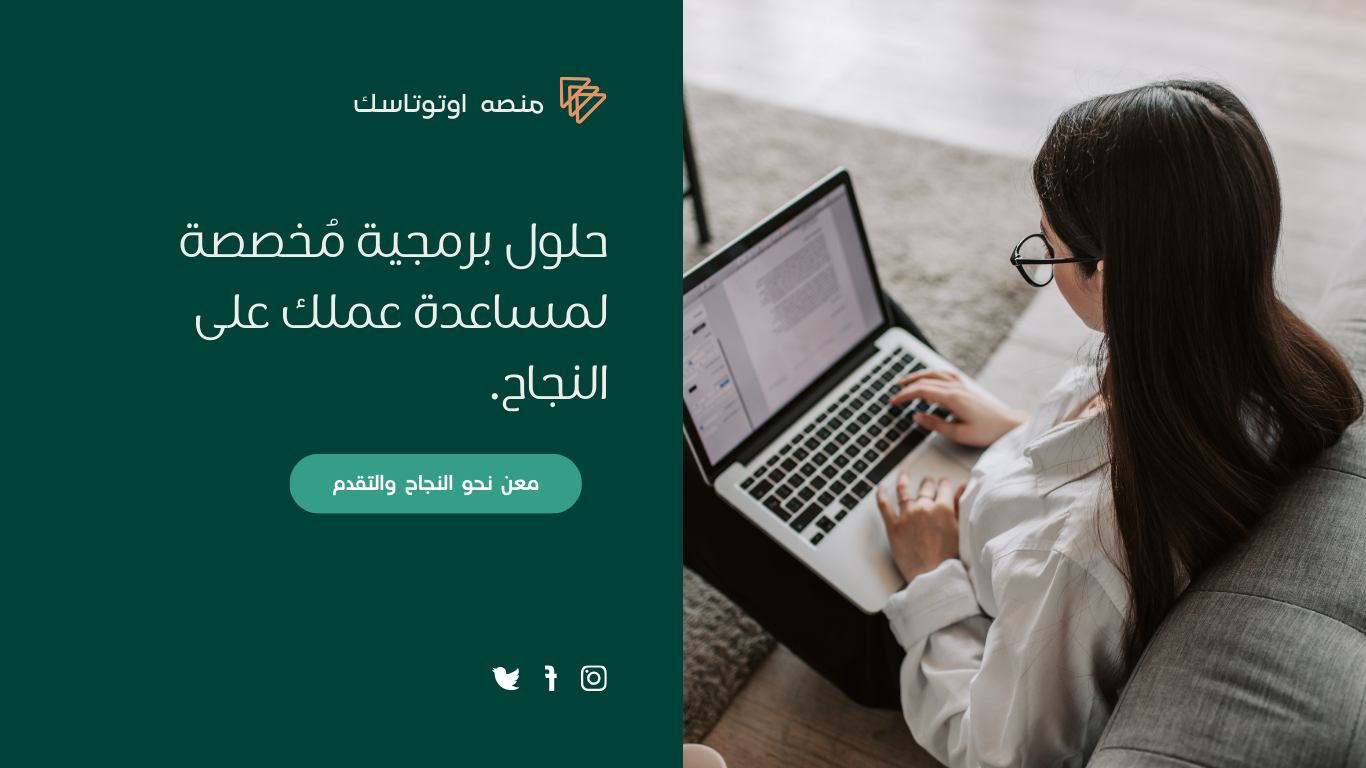 منصه اوتوتاسك
حلول برمجية مُخصصة
لمساعدة عملك على
النجاح.
معن نحو النجاح والتقدم